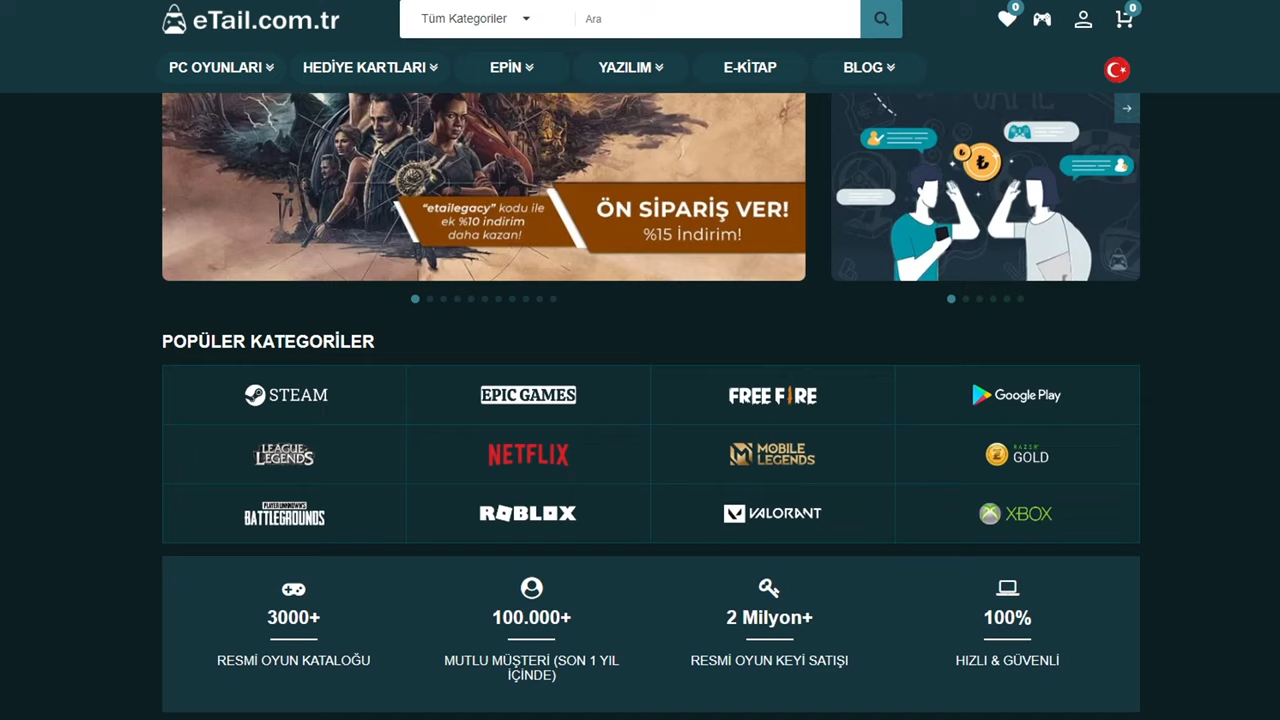 eTail.com.tr
Tüm Kategoriler
Ara
0
0
PC OYUNLARI
HEDİYE KARTLARI
EPİN
YAZILIM
E-KİTAP
BLOG
GAME
"etailegacy" kodu ile
ek %10 indirim
daha kazan!
ÖN SİPARİŞ VER!
%15 İndirim!
POPÜLER KATEGORİLER
STEAM
EPIC GAMES
FREE FIRE
Google Play
LEAGUE
LEGENDS
NETFLIX
MOBILE
LEGENDS
RAZER
GOLD
PLAYERUNKNOWN'S
BATTLEGROUNDS
ROBLOX
VALORANT
XBOX
3000+
RESMİ OYUN KATALOĞU
100.000+
MUTLU MÜŞTERİ (SON 1 YIL
İÇİNDE)
2 Milyon+
RESMİ OYUN KEYİ SATIŞI
100%
HIZLI & GÜVENLİ